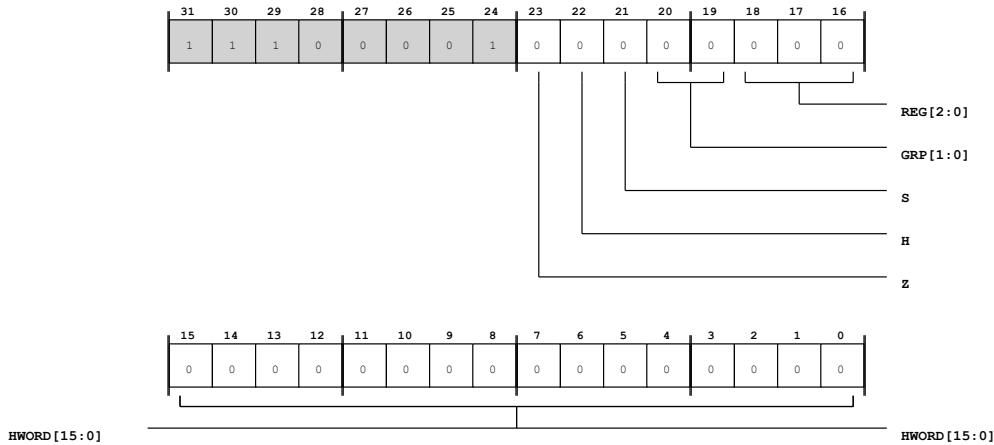 31 30 29 28 27 26 25 24 23 22 21 20 19 18 17 16
1 1 1 0 0 0 0 1 0 0 0 0 0 0 0 0
REG[2:0]
GRP[1:0]
S
H
Z
15 14 13 12 11 10 9 8 7 6 5 4 3 2 1 0
0 0 0 0 0 0 0 0 0 0 0 0 0 0 0 0
HWORD[15:0] HWORD[15:0]